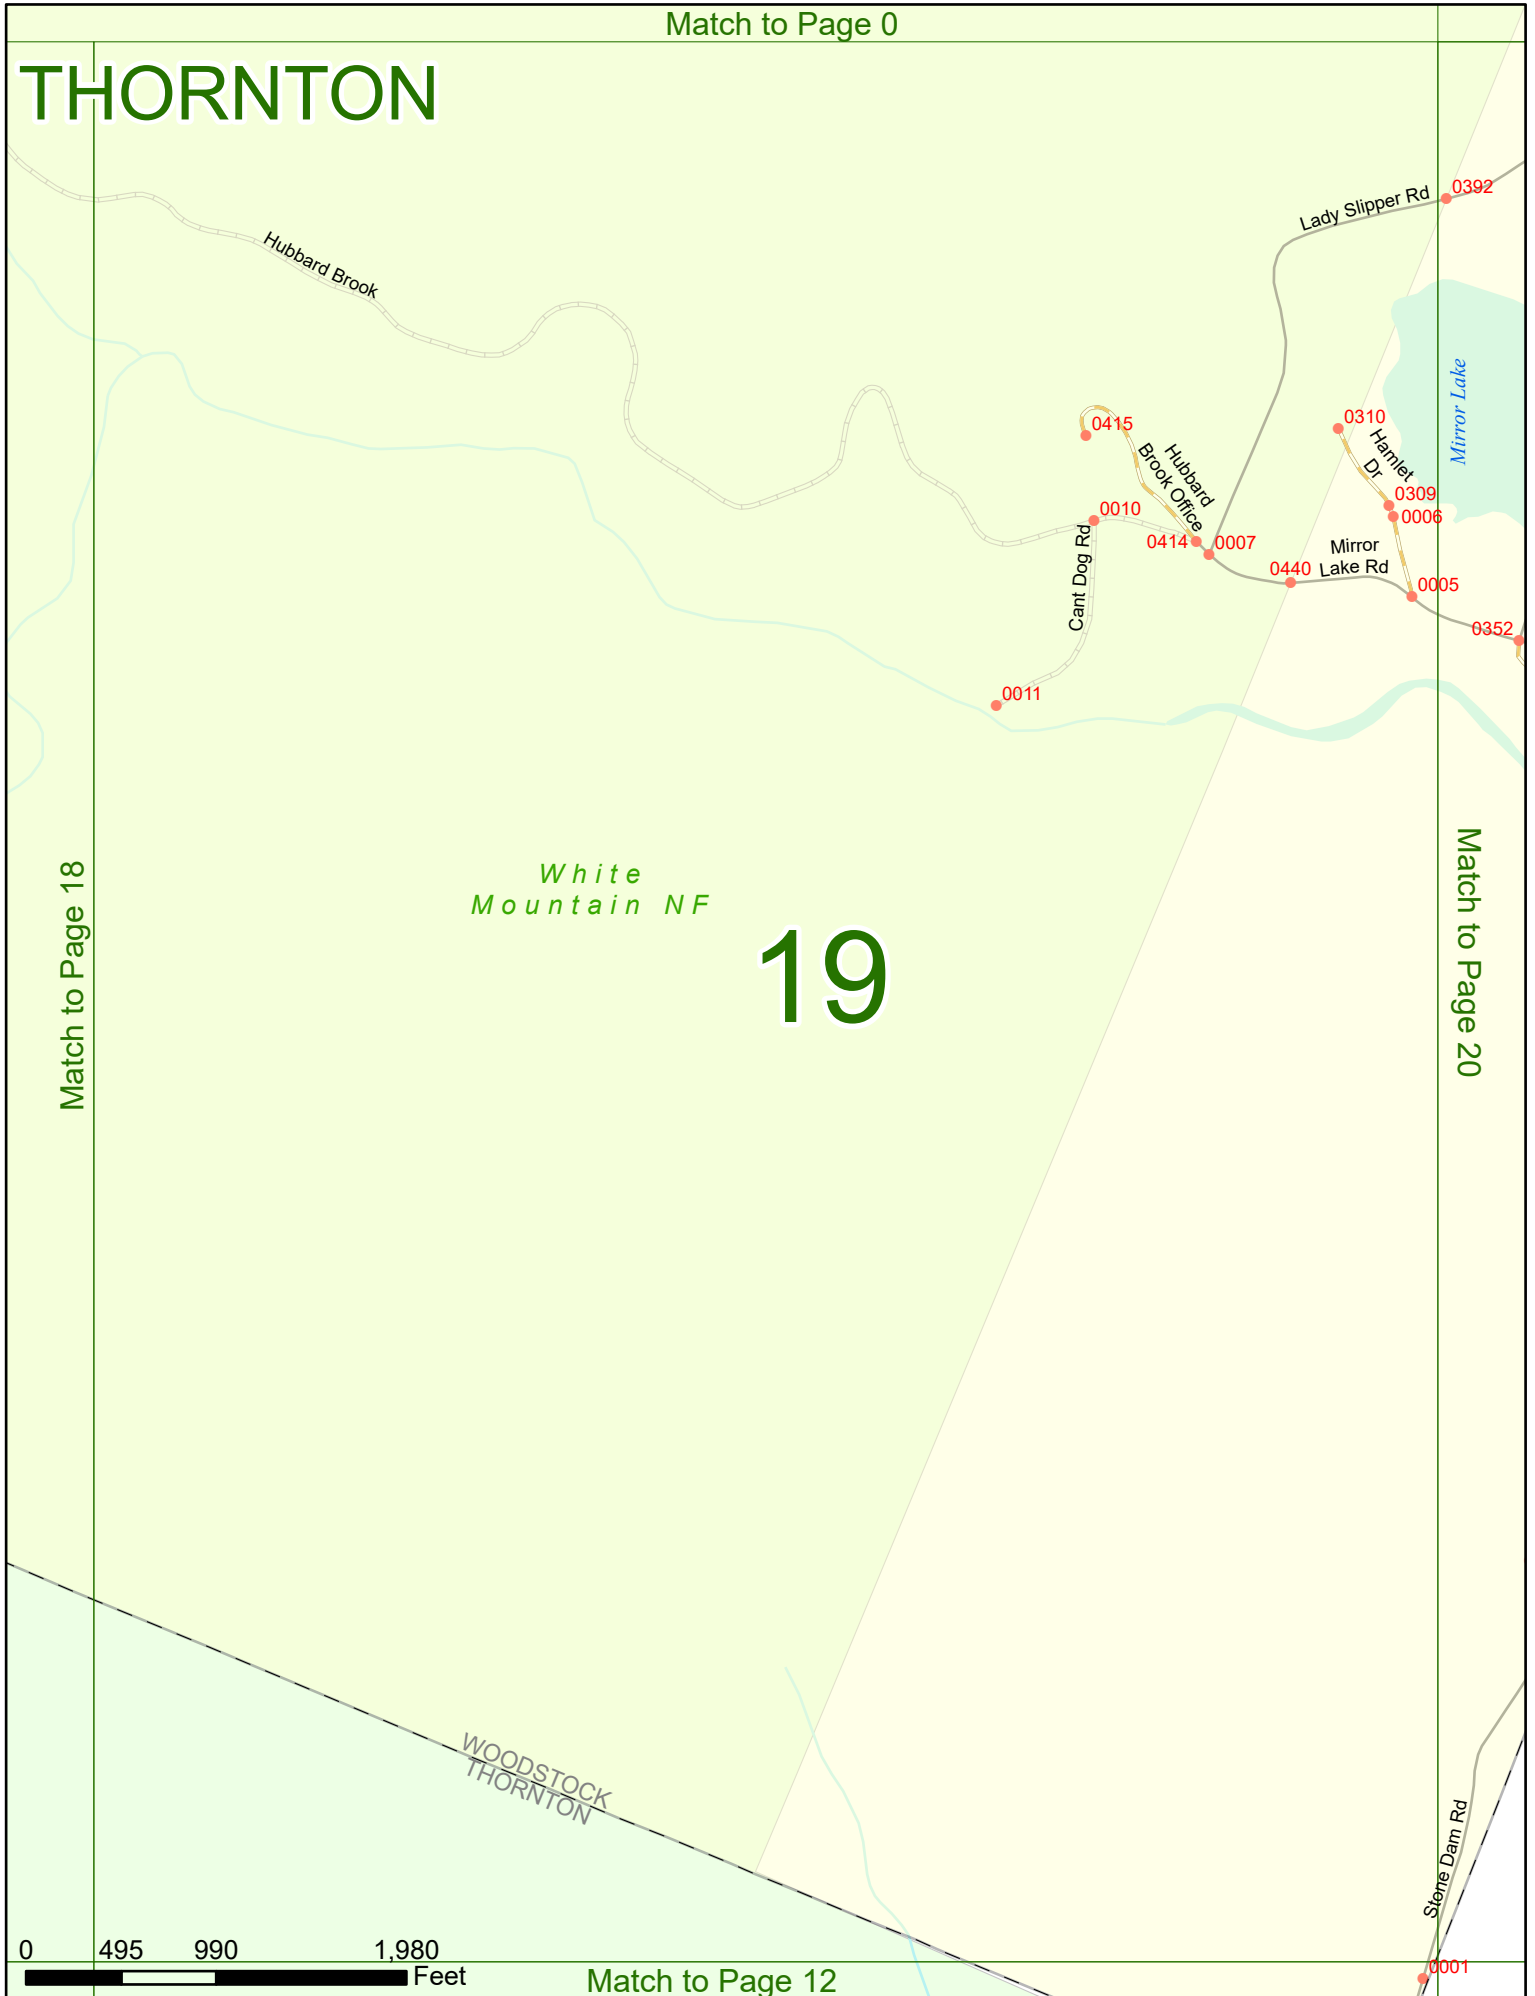 Match to Page 0
THORNTON
0392
Lady Slipper Rd
Hubbard Brook
Mirror Lake
0415
0310
Hubbard
Brook Office
Hamlet
Dr
0309
0006
0010
0414
0007
Mirror
Lake Rd
0440
0005
Cant Dog Rd
0352
0011
Match to Page 18
White
Mountain NF
19
Match to Page 20
WOODSTOCK
THORNTON
Stone Dam Rd
0 495 990 1,980
Feet
Match to Page 12
0001